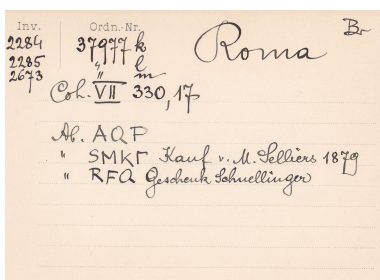 Inv. Ordn.-Nr. Br
2284 37977 k Roma
2285 " l
2673 " m
Coh. VII 330,17
Ab. AQP
" SMKΓ Kauf v. M. Selliers 1879
" RFQ Geschenk Schnellinger